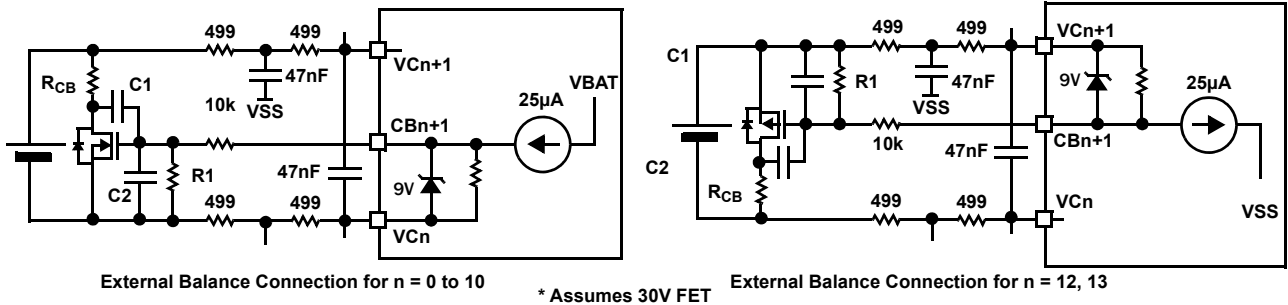 499 499
VCn+1
RCB
C1
47nF
VSS
10k
25µA
VBAT
CBn+1
C2
R1
47nF
9V
499 499
VCn
External Balance Connection for n = 0 to 10
* Assumes 30V FET
C1
499 499
VCn+1
R1
47nF
VSS
9V
25µA
10k
CBn+1
47nF
C2
RCB
499 499
VCn
VSS
External Balance Connection for n = 12, 13